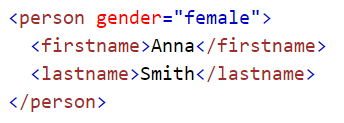 <person gender="female">
  <firstname>Anna</firstname>
  <lastname>Smith</lastname>
</person>